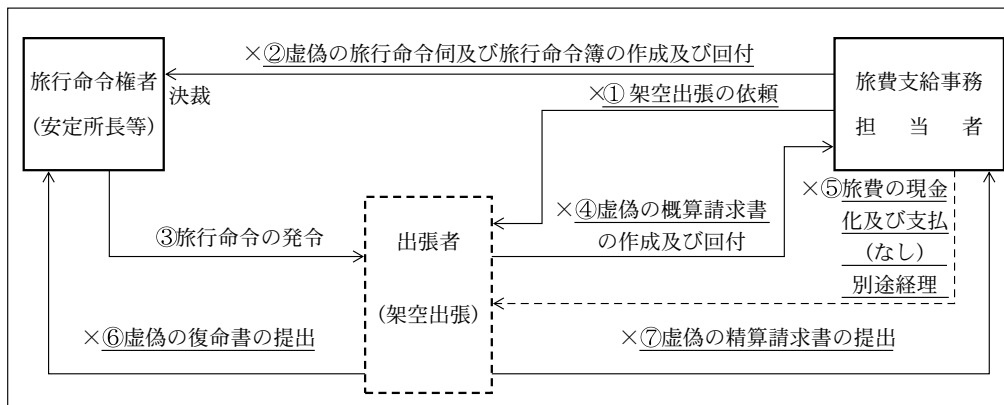 ×②虚偽の旅行命令伺及び旅行命令簿の作成及び回付
旅行命令権者
(安定所長等)
決裁
旅費支給事務
担当者
×①架空出張の依頼
×⑤旅費の現金
化及び支払
(なし)
別途経理
×④虚偽の概算請求書
の作成及び回付
③旅行命令の発令
出張者
(架空出張)
×⑥虚偽の復命書の提出
×⑦虚偽の精算請求書の提出